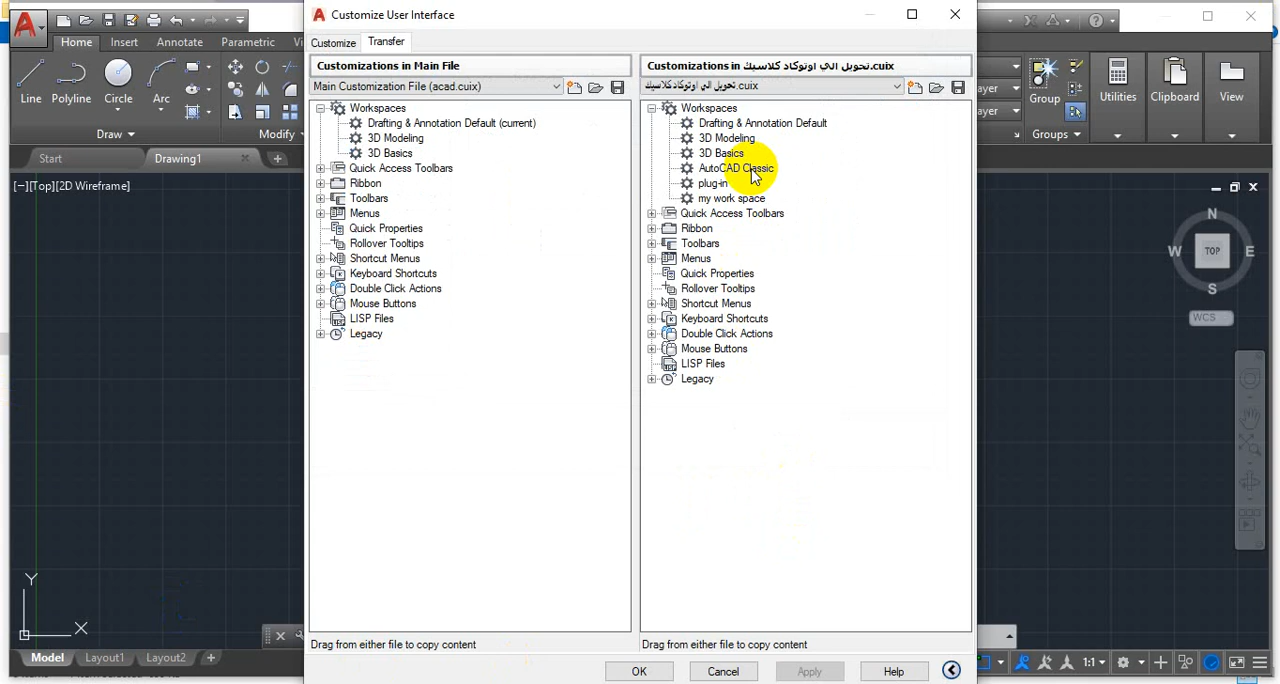 Customize User Interface
Home Insert Annotate Parametric
Customize Transfer
Customizations in Main File
Customizations in تحويل الي اوتوكاد كلاسيك.cuix
Main Customization File (acad.cuix)
تحويل الي اوتوكاد كلاسيك.cuix
Line Polyline Circle Arc
Draw
Modify
Start Drawing1
[−][Top][2D Wireframe]
Workspaces
Drafting & Annotation Default (current)
3D Modeling
3D Basics
Quick Access Toolbars
Ribbon
Toolbars
Menus
Quick Properties
Rollover Tooltips
Shortcut Menus
Keyboard Shortcuts
Double Click Actions
Mouse Buttons
LISP Files
Legacy
Workspaces
Drafting & Annotation Default
3D Modeling
3D Basics
AutoCAD Classic
plug-in
my work space
Quick Access Toolbars
Ribbon
Toolbars
Menus
Quick Properties
Rollover Tooltips
Shortcut Menus
Keyboard Shortcuts
Double Click Actions
Mouse Buttons
LISP Files
Legacy
Group Utilities Clipboard View
Groups
N
W TOP E
S
WCS
Y
X
Drag from either file to copy content
Drag from either file to copy content
OK Cancel Apply Help
Model Layout1 Layout2
1:1